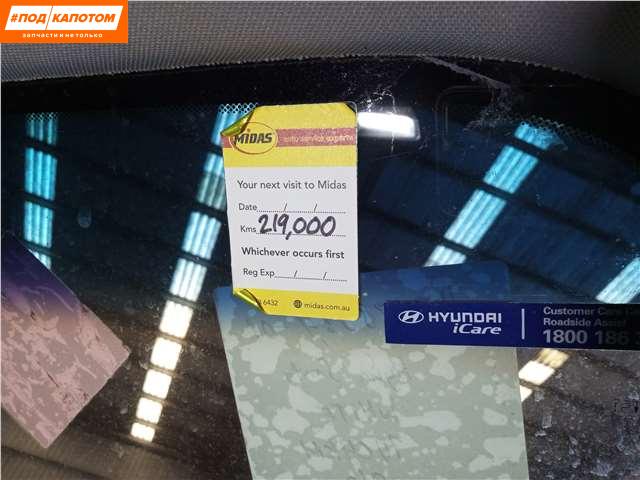 #ПОД КАПОТОМ
запчасти и не только
MIDAS
auto service experts
Your next visit to Midas
Date / /
Kms 219,000
Whichever occurs first
Reg Exp / /
6432 midas.com.au
HYUNDAI
iCare
Customer Care
Roadside Assist
1800 186